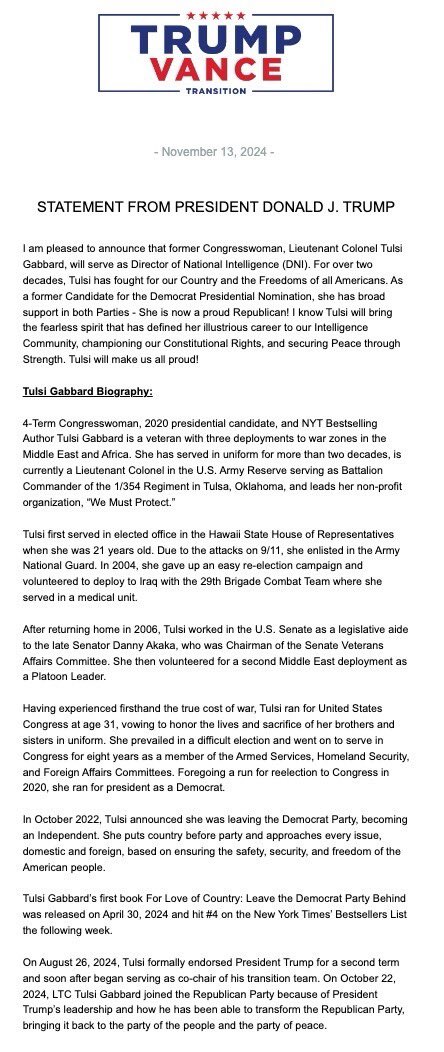 TRUMP
VANCE
TRANSITION
- November 13, 2024 -
STATEMENT FROM PRESIDENT DONALD J. TRUMP
I am pleased to announce that former Congresswoman, Lieutenant Colonel Tulsi
Gabbard, will serve as Director of National Intelligence (DNI). For over two
decades, Tulsi has fought for our Country and the Freedoms of all Americans. As
a former Candidate for the Democrat Presidential Nomination, she has broad
support in both Parties - She is now a proud Republican! I know Tulsi will bring
the fearless spirit that has defined her illustrious career to our Intelligence
Community, championing our Constitutional Rights, and securing Peace through
Strength. Tulsi will make us all proud!
Tulsi Gabbard Biography:
4-Term Congresswoman, 2020 presidential candidate, and NYT Bestselling
Author Tulsi Gabbard is a veteran with three deployments to war zones in the
Middle East and Africa. She has served in uniform for more than two decades, is
currently a Lieutenant Colonel in the U.S. Army Reserve serving as Battalion
Commander of the 1/354 Regiment in Tulsa, Oklahoma, and leads her non-profit
organization, “We Must Protect.”
Tulsi first served in elected office in the Hawaii State House of Representatives
when she was 21 years old. Due to the attacks on 9/11, she enlisted in the Army
National Guard. In 2004, she gave up an easy re-election campaign and
volunteered to deploy to Iraq with the 29th Brigade Combat Team where she
served in a medical unit.
After returning home in 2006, Tulsi worked in the U.S. Senate as a legislative aide
to the late Senator Danny Akaka, who was Chairman of the Senate Veterans
Affairs Committee. She then volunteered for a second Middle East deployment as
a Platoon Leader.
Having experienced firsthand the true cost of war, Tulsi ran for United States
Congress at age 31, vowing to honor the lives and sacrifice of her brothers and
sisters in uniform. She prevailed in a difficult election and went on to serve in
Congress for eight years as a member of the Armed Services, Homeland Security,
and Foreign Affairs Committees. Foregoing a run for reelection to Congress in
2020, she ran for president as a Democrat.
In October 2022, Tulsi announced she was leaving the Democrat Party, becoming
an Independent. She puts country before party and approaches every issue,
domestic and foreign, based on ensuring the safety, security, and freedom of the
American people.
Tulsi Gabbard’s first book For Love of Country: Leave the Democrat Party Behind
was released on April 30, 2024 and hit #4 on the New York Times’ Bestsellers List
the following week.
On August 26, 2024, Tulsi formally endorsed President Trump for a second term
and soon after began serving as co-chair of his transition team. On October 22,
2024, LTC Tulsi Gabbard joined the Republican Party because of President
Trump’s leadership and how he has been able to transform the Republican Party,
bringing it back to the party of the people and the party of peace.